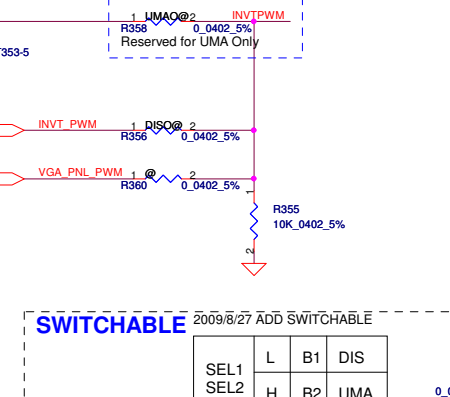 1 UMAO@ 2 INVTPWM
R358 0_0402_5%
Reserved for UMA Only
T353-5
INVT_PWM 1 DISO@ 2
R356 0_0402_5%
VGA_PNL_PWM 1 @ 2
R360 0_0402_5%
1
R355
10K_0402_5%
2
SWITCHABLE 2009/8/27 ADD SWITCHABLE
SEL1 L B1 DIS
SEL2 H B2 UMA